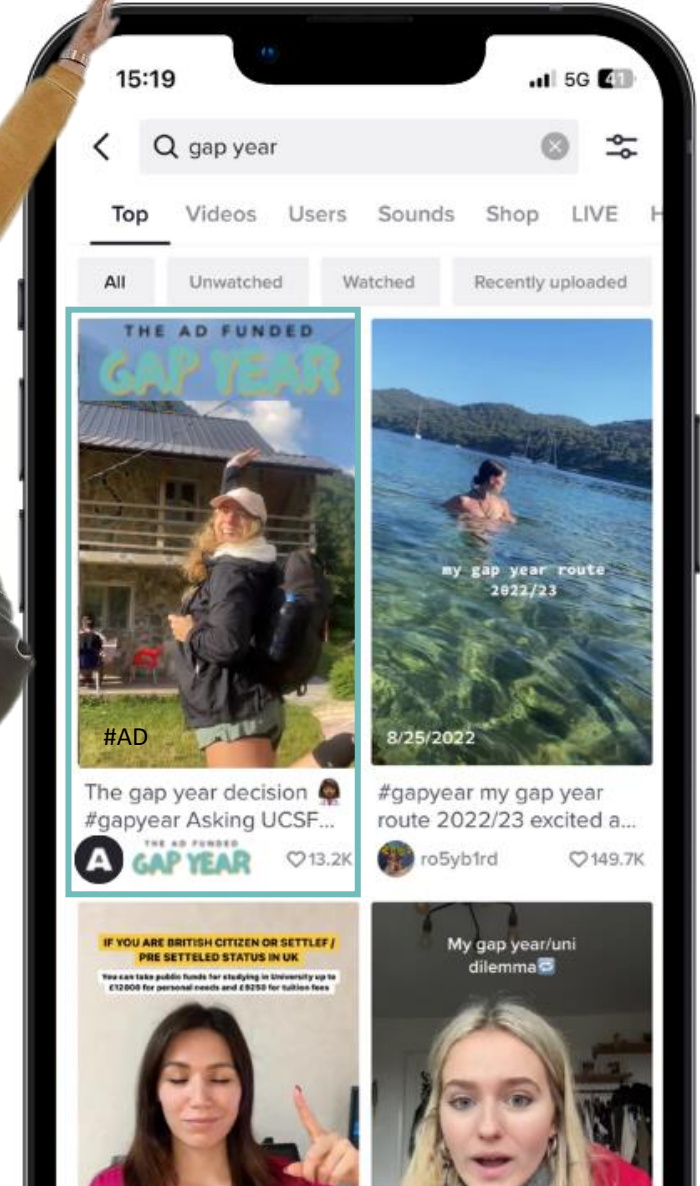 15:19
5G 41
gap year
Top Videos Users Sounds Shop LIVE H
All Unwatched Watched Recently uploaded
THE AD FUNDED
GAP YEAR
#AD
The gap year decision 👩🏾‍⚕️
#gapyear Asking UCSF...
A THE AD FUNDED
GAP YEAR
13.2K
my gap year route
2022/23
8/25/2022
#gapyear my gap year
route 2022/23 excited a...
ro5yb1rd 149.7K
IF YOU ARE BRITISH CITIZEN OR SETTLEF /
PRE SETTELED STATUS IN UK
You can take public funds for studying in University up to
£12000 for personal needs and £9250 for tuition fees
My gap year/uni
dilemma🔁